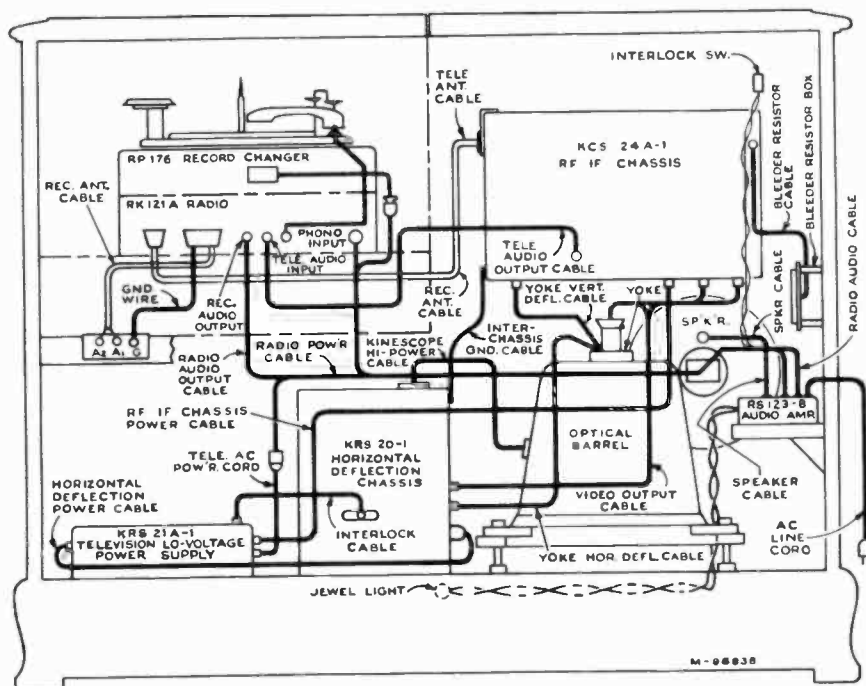 INTERLOCK SW.
TELE
ANT.
CABLE
BLEEDER RESISTOR
CABLE
BLEEDER RESISTOR BOX
KCS 24A-1
RF IF CHASSIS
RP 176 RECORD CHANGER
REC. ANT.
CABLE
RK 121A RADIO
PHONO
INPUT
TELE AUDIO
INPUT
TELE
AUDIO
OUTPUT CABLE
RADIO AUDIO CABLE
SPKR CABLE
GND
WIRE
REC.
AUDIO
OUTPUT
REC.
ANT.
CABLE
YOKE VERT.
DEFL. CABLE
YOKE
SP'K'R.
A2 A1 G
RADIO
AUDIO
OUTPUT
CABLE
RADIO POW'R
CABLE
KINESCOPE
HI-POWER
CABLE
INTER-
CHASSIS
GND. CABLE
RS 123-B
AUDIO AMR.
RF IF CHASSIS
POWER CABLE
KRS 20-1
HORIZONTAL
DEFLECTION
CHASSIS
OPTICAL
BARREL
TELE. AC
POW'R. CORD
HORIZONTAL
DEFLECTION
POWER CABLE
SPEAKER
CABLE
VIDEO OUTPUT
CABLE
KRS 21A-1
TELEVISION LO-VOLTAGE
POWER SUPPLY
INTERLOCK
CABLE
YOKE HOR. DEFL. CABLE
AC
LINE
CORD
JEWEL LIGHT
M-96838